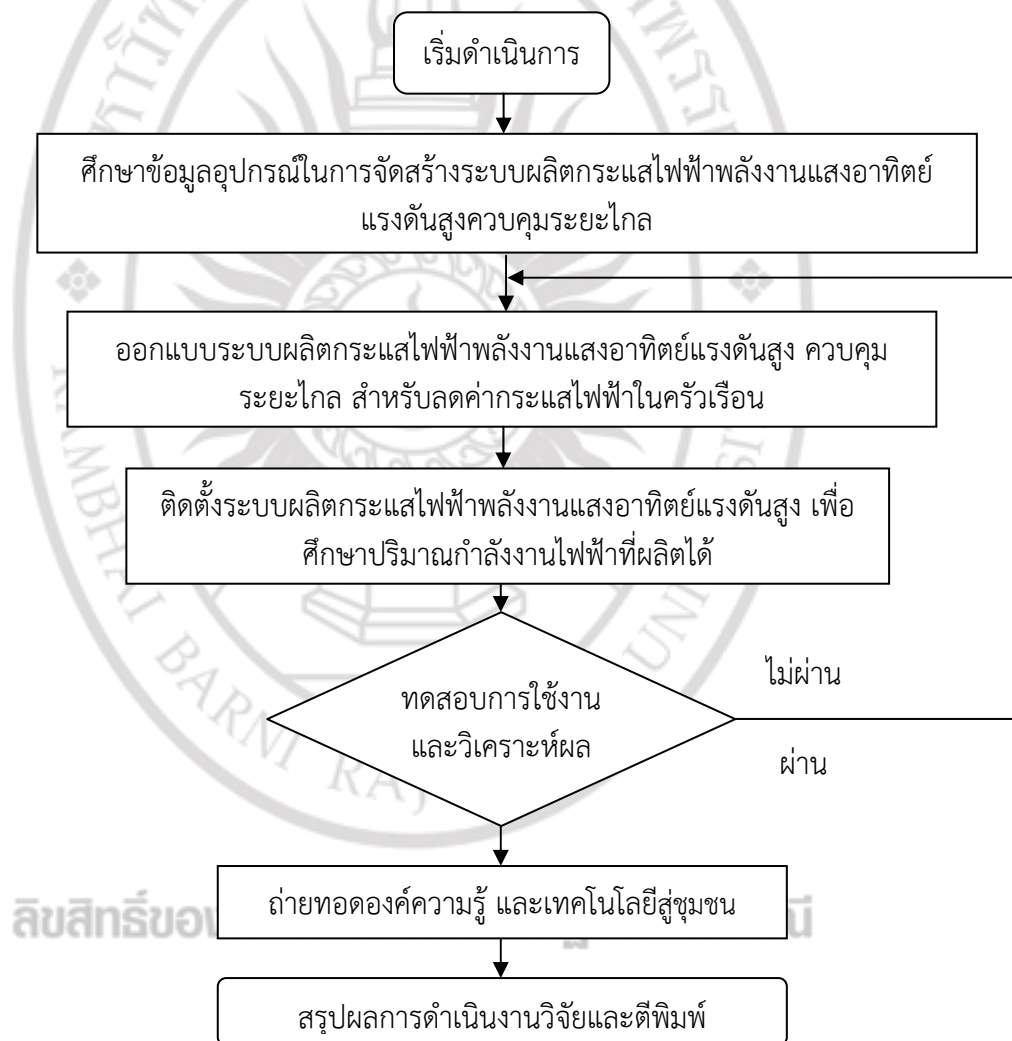 เริ่มดำเนินการ
ศึกษาข้อมูลอุปกรณ์ในการจัดสร้างระบบผลิตกระแสไฟฟ้าพลังงานแสงอาทิตย์
แรงดันสูงควบคุมระยะไกล
ออกแบบระบบผลิตกระแสไฟฟ้าพลังงานแสงอาทิตย์แรงดันสูง ควบคุม
ระยะไกล สำหรับลดค่ากระแสไฟฟ้าในครัวเรือน
ติดตั้งระบบผลิตกระแสไฟฟ้าพลังงานแสงอาทิตย์แรงดันสูง เพื่อ
ศึกษาปริมาณกำลังงานไฟฟ้าที่ผลิตได้
ทดสอบการใช้งาน
และวิเคราะห์ผล
ไม่ผ่าน
ผ่าน
ถ่ายทอดองค์ความรู้ และเทคโนโลยีสู่ชุมชน
สรุปผลการดำเนินงานวิจัยและตีพิมพ์
BARNI
ลิขสิทธิ์ของ